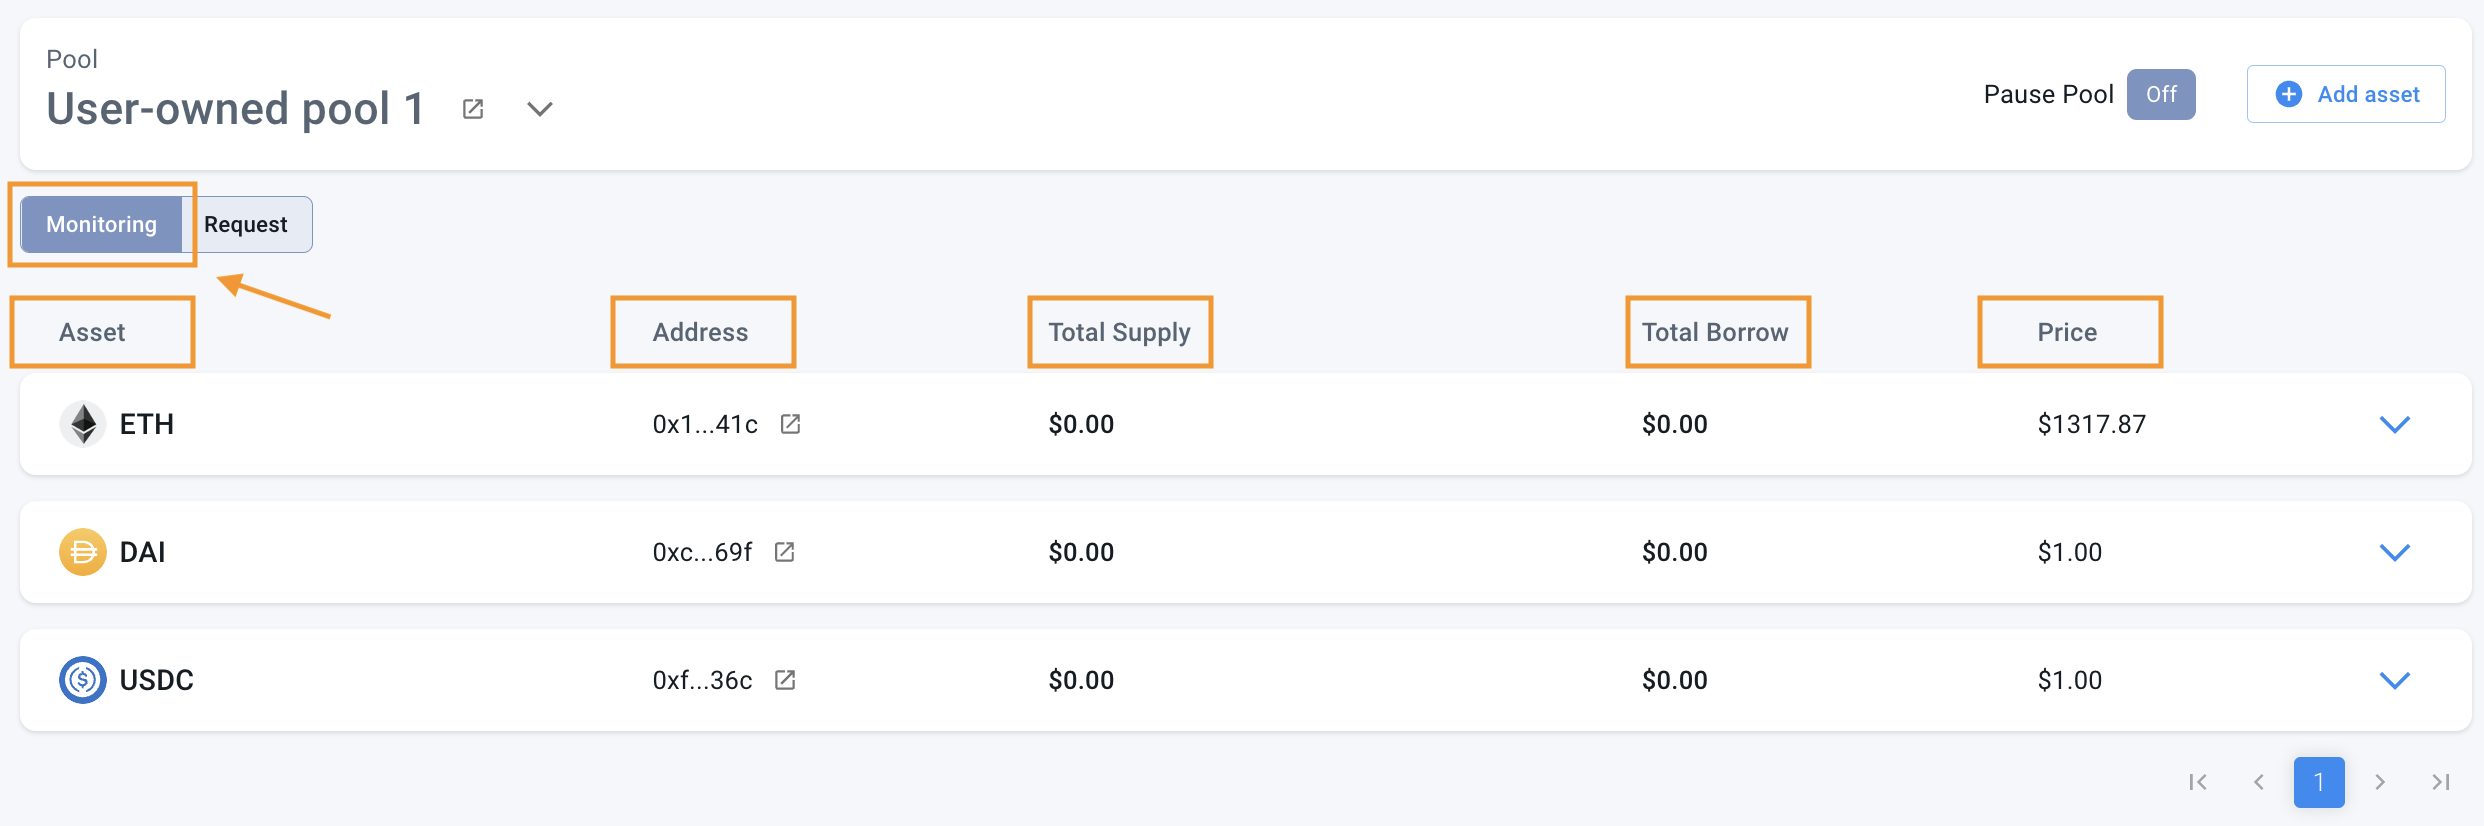 Pool
User-owned pool 1
Pause Pool Off Add asset
Monitoring Request
Asset Address Total Supply Total Borrow Price
ETH 0x1...41c $0.00 $0.00 $1317.87
DAI 0xc...69f $0.00 $0.00 $1.00
USDC 0xf...36c $0.00 $0.00 $1.00
1